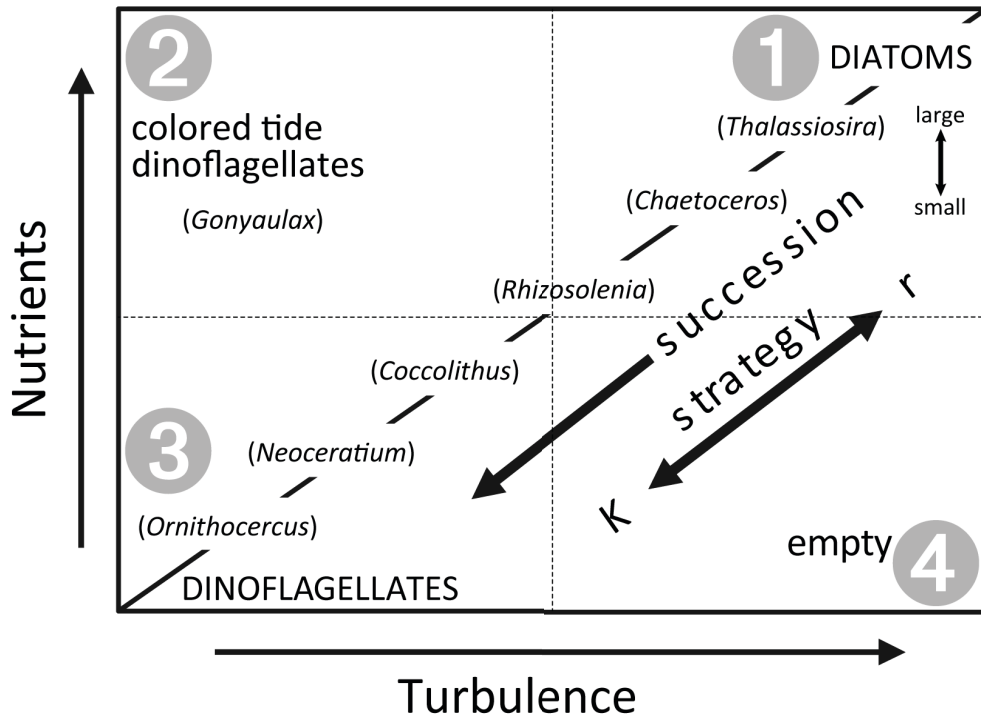 2
1
DIATOMS
colored tide
dinoflagellates
(Thalassiosira)
large
small
(Gonyaulax)
(Chaetoceros)
(Rhizosolenia)
succession
strategy
r
K
(Coccolithus)
3
(Neoceratium)
(Ornithocercus)
DINOFLAGELLATES
empty
4
Nutrients
Turbulence